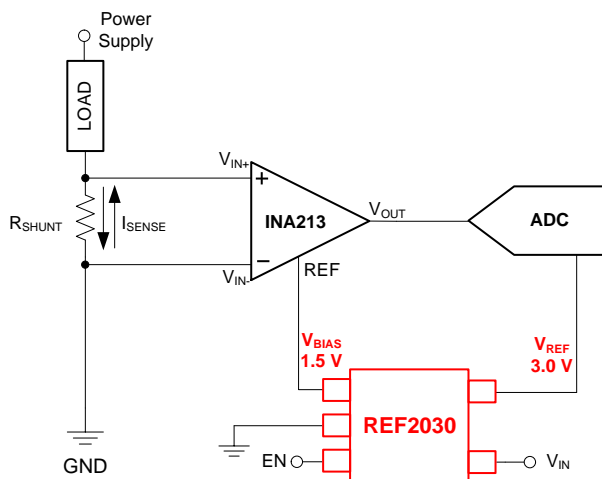 Power
Supply
LOAD
VIN+
RSHUNT
ISENSE
+
INA213
−
VIN-
REF
VOUT
ADC
VBIAS
1.5 V
VREF
3.0 V
REF2030
GND
EN
VIN